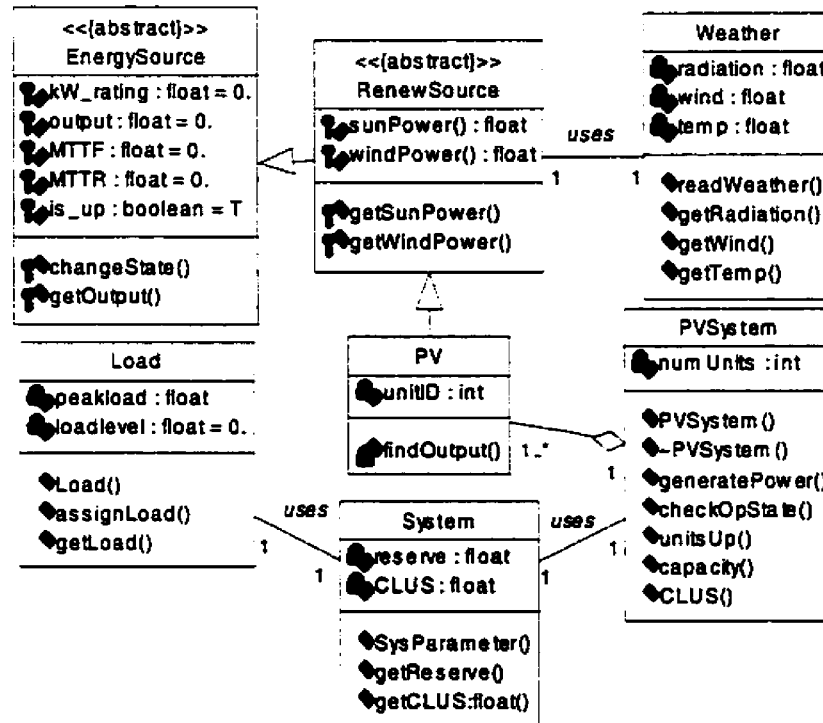 <<{abstract}>>
EnergySource
kW_rating : float = 0.
output : float = 0.
MTTF : float = 0.
MTTR : float = 0.
is_up : boolean = T
changeState()
getOutput()
<<{abstract}>>
RenewSource
sunPower() : float
windPower() : float
getSunPower()
getWindPower()
uses
1
1
Weather
radiation : float
wind : float
temp : float
readWeather()
getRadiation()
getWind()
getTemp()
Load
peakload : float
loadlevel : float = 0.
Load()
assignLoad()
getLoad()
PV
unitID : int
findOutput()
1..*
1
PVSystem
num Units : int
PVSystem()
~PVSystem()
generatePower()
checkOpState()
unitsUp()
capacity()
CLUS()
uses
1
1
System
reserve : float
CLUS : float
SysParameter()
getReserve()
getCLUS:float()
uses
1
1